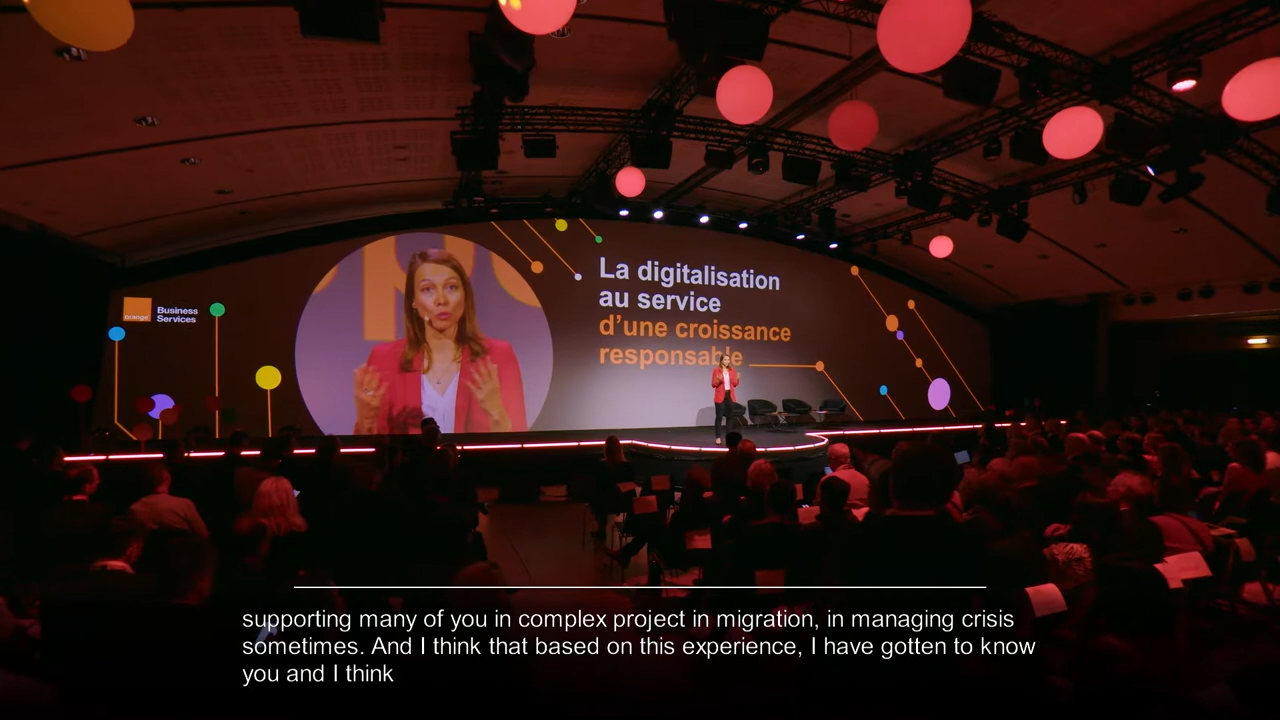 La digitalisation
au service
d'une croissance
responsable
orange
Business
Services
supporting many of you in complex project in migration, in managing crisis
sometimes. And I think that based on this experience, I have gotten to know
you and I think